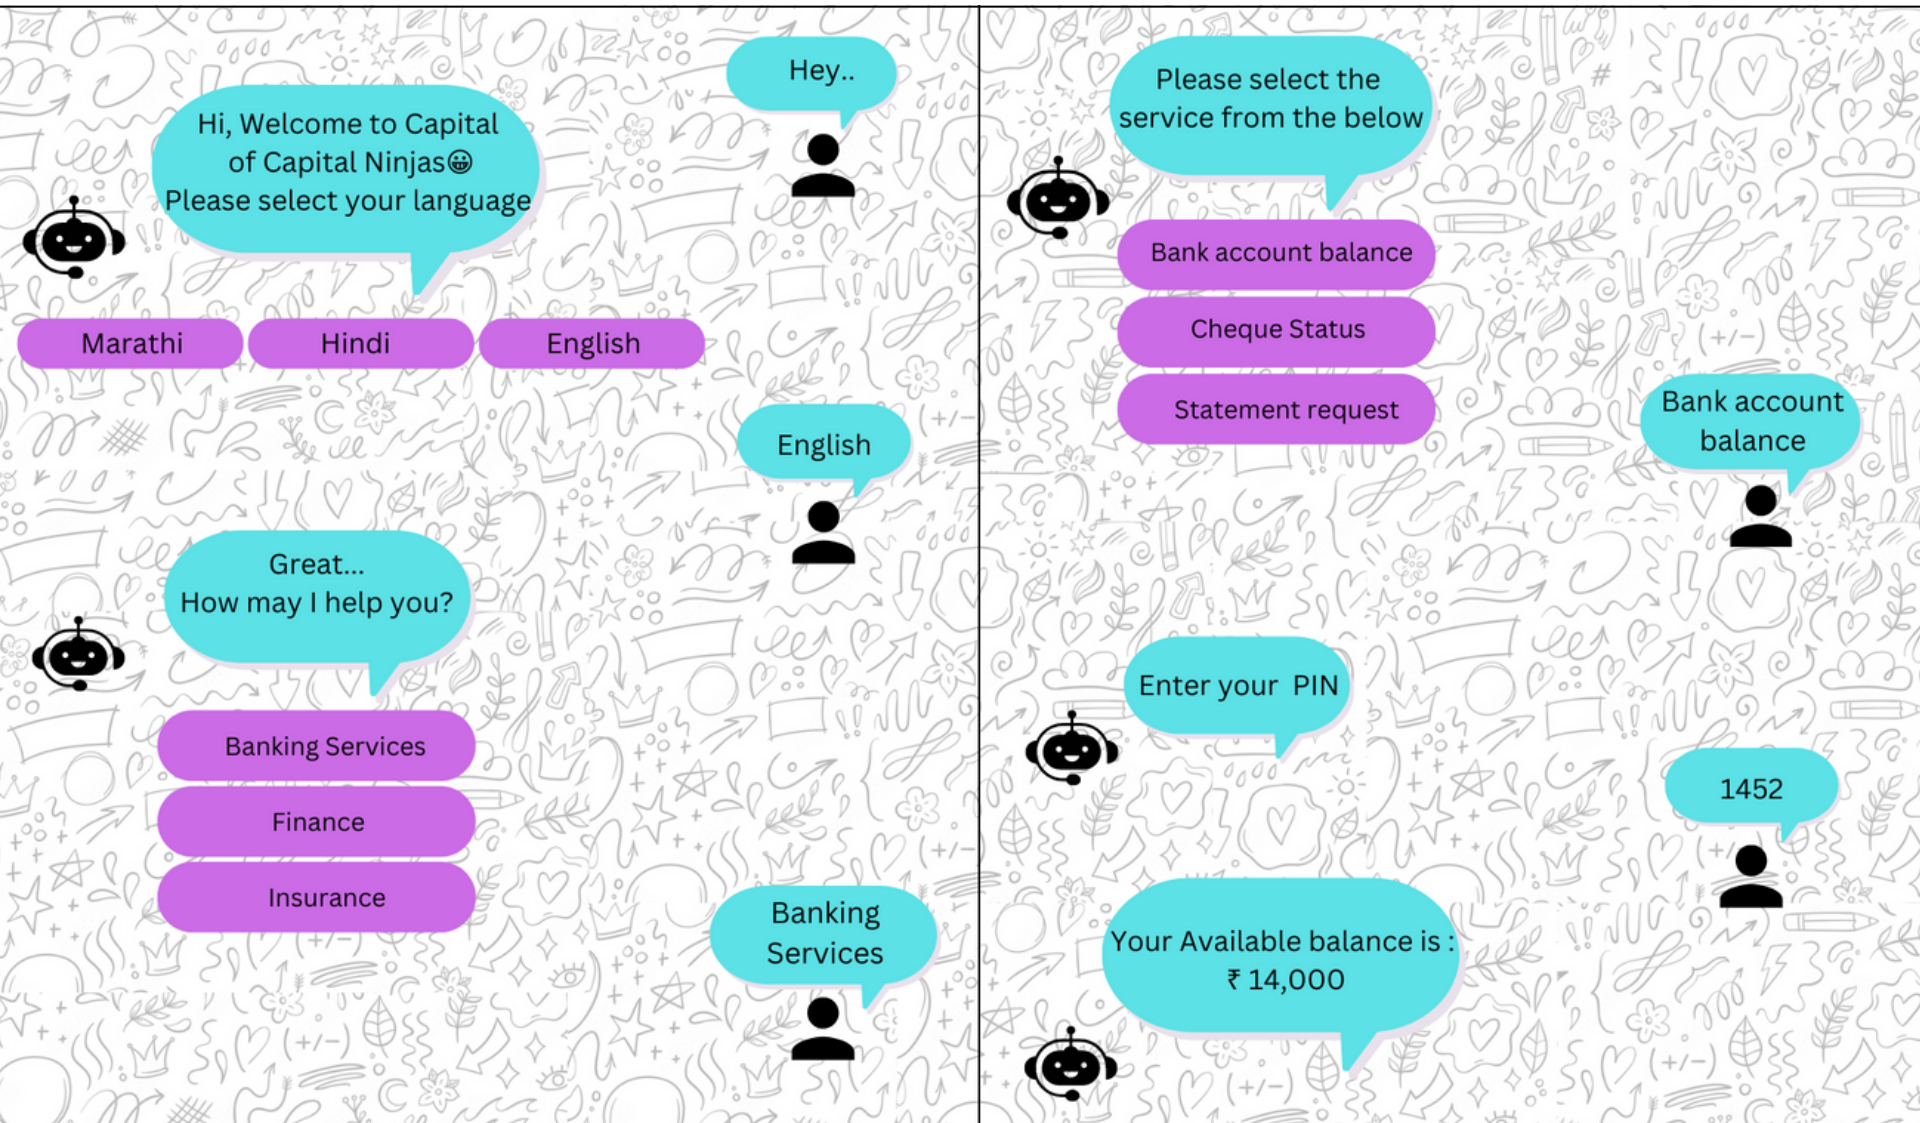 Hey..
Hi, Welcome to Capital
of Capital Ninjas😀
Please select your language
Marathi
Hindi
English
English
Great...
How may I help you?
Banking Services
Finance
Insurance
Banking
Services
Please select the
service from the below
Bank account balance
Cheque Status
Statement request
Bank account
balance
Enter your PIN
1452
Your Available balance is :
₹ 14,000